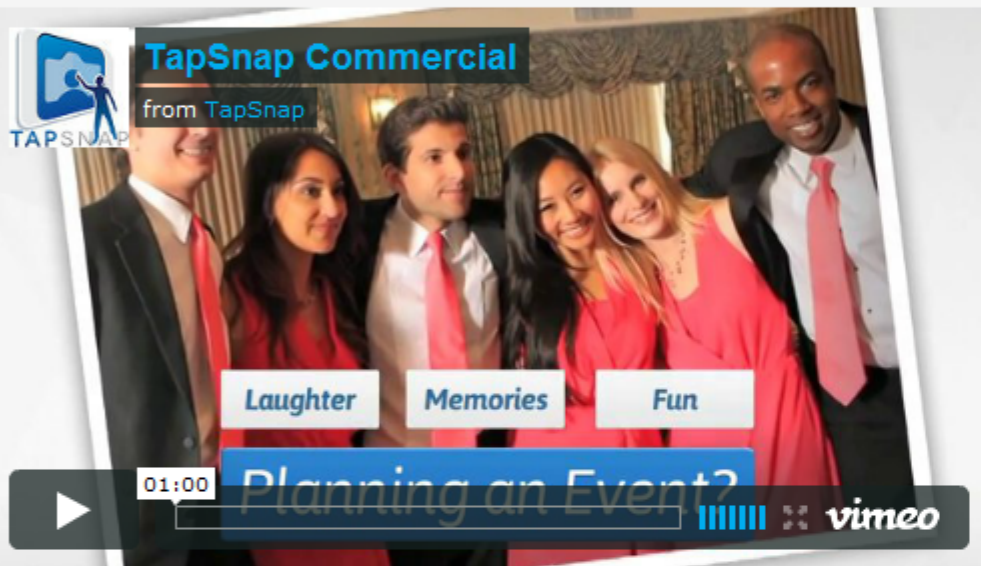 TapSnap Commercial
from TapSnap
TAPSNAP
Laughter Memories Fun
Planning an Event?
01:00
vimeo